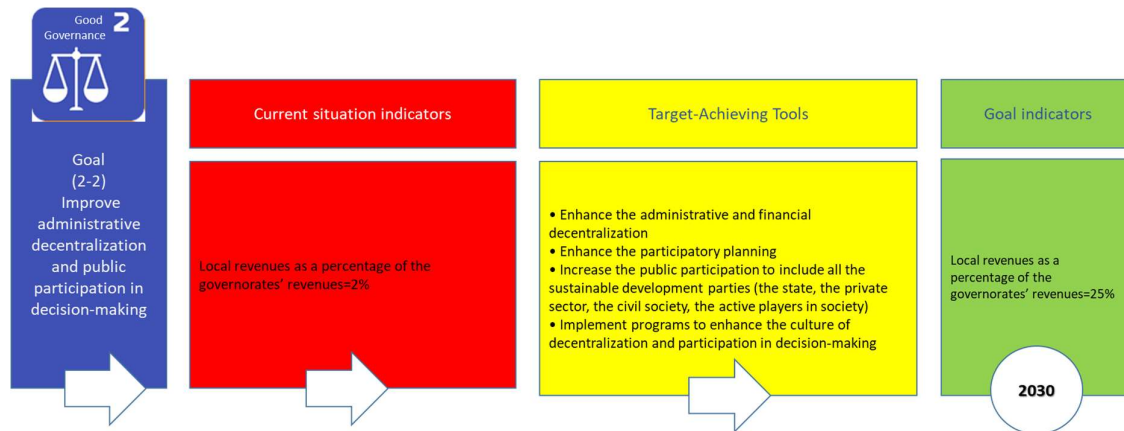 Good
Governance
2
Goal
(2-2)
Improve
administrative
decentralization
and public
participation in
decision-making
Current situation indicators
Local revenues as a percentage of the
governorates' revenues=2%
Target-Achieving Tools
• Enhance the administrative and financial
decentralization
• Enhance the participatory planning
• Increase the public participation to include all the
sustainable development parties (the state, the private
sector, the civil society, the active players in society)
• Implement programs to enhance the culture of
decentralization and participation in decision-making
Goal indicators
Local revenues as a
percentage of the
governorates' revenues=25%
2030